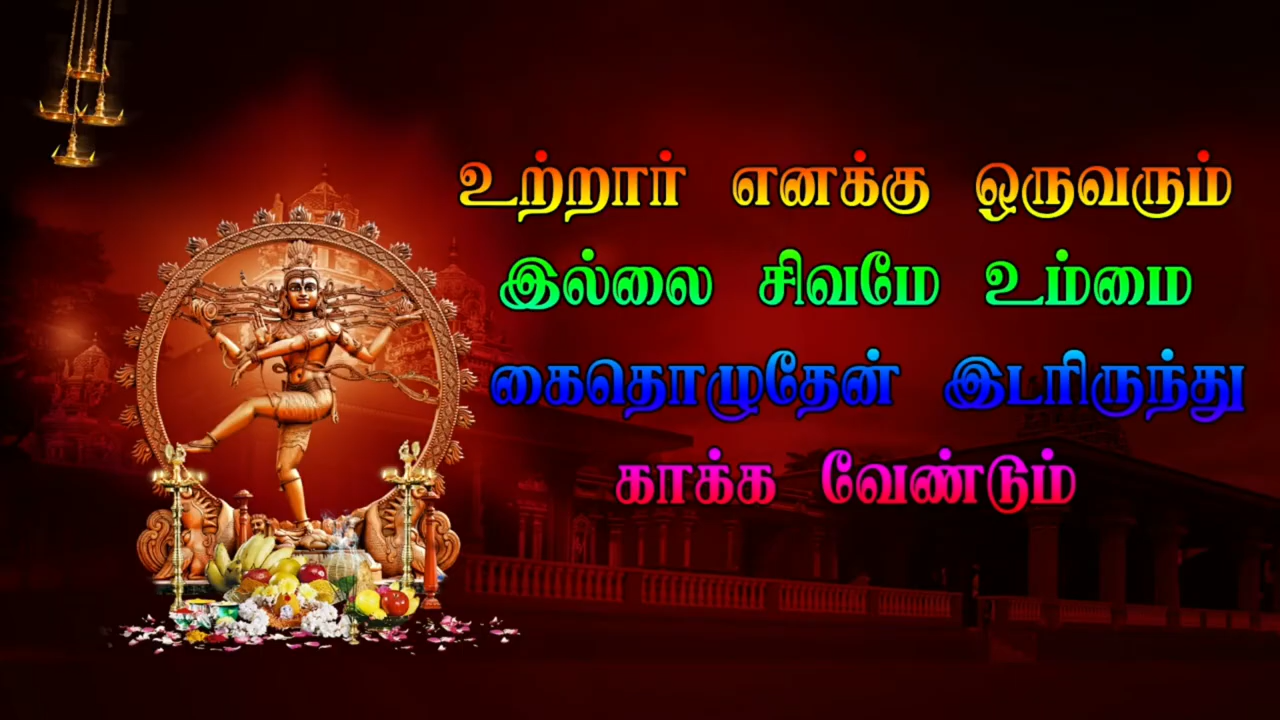 உற்றார் எனக்கு ஒருவரும்
இல்லை சிவமே உம்மை
கைதொழுதேன் இடரிருந்து
காக்க வேண்டும்